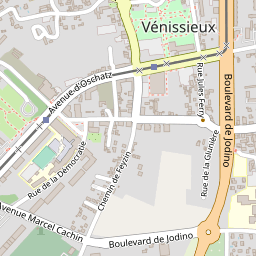 Vénissieux
Avenue d'Oschatz
Rue Jules Ferry
Boulevard de Jodino
Rue de la Démocratie
Chemin de Feyzin
Rue de la Glunière
Avenue Marcel Cachin
Boulevard de Jodino